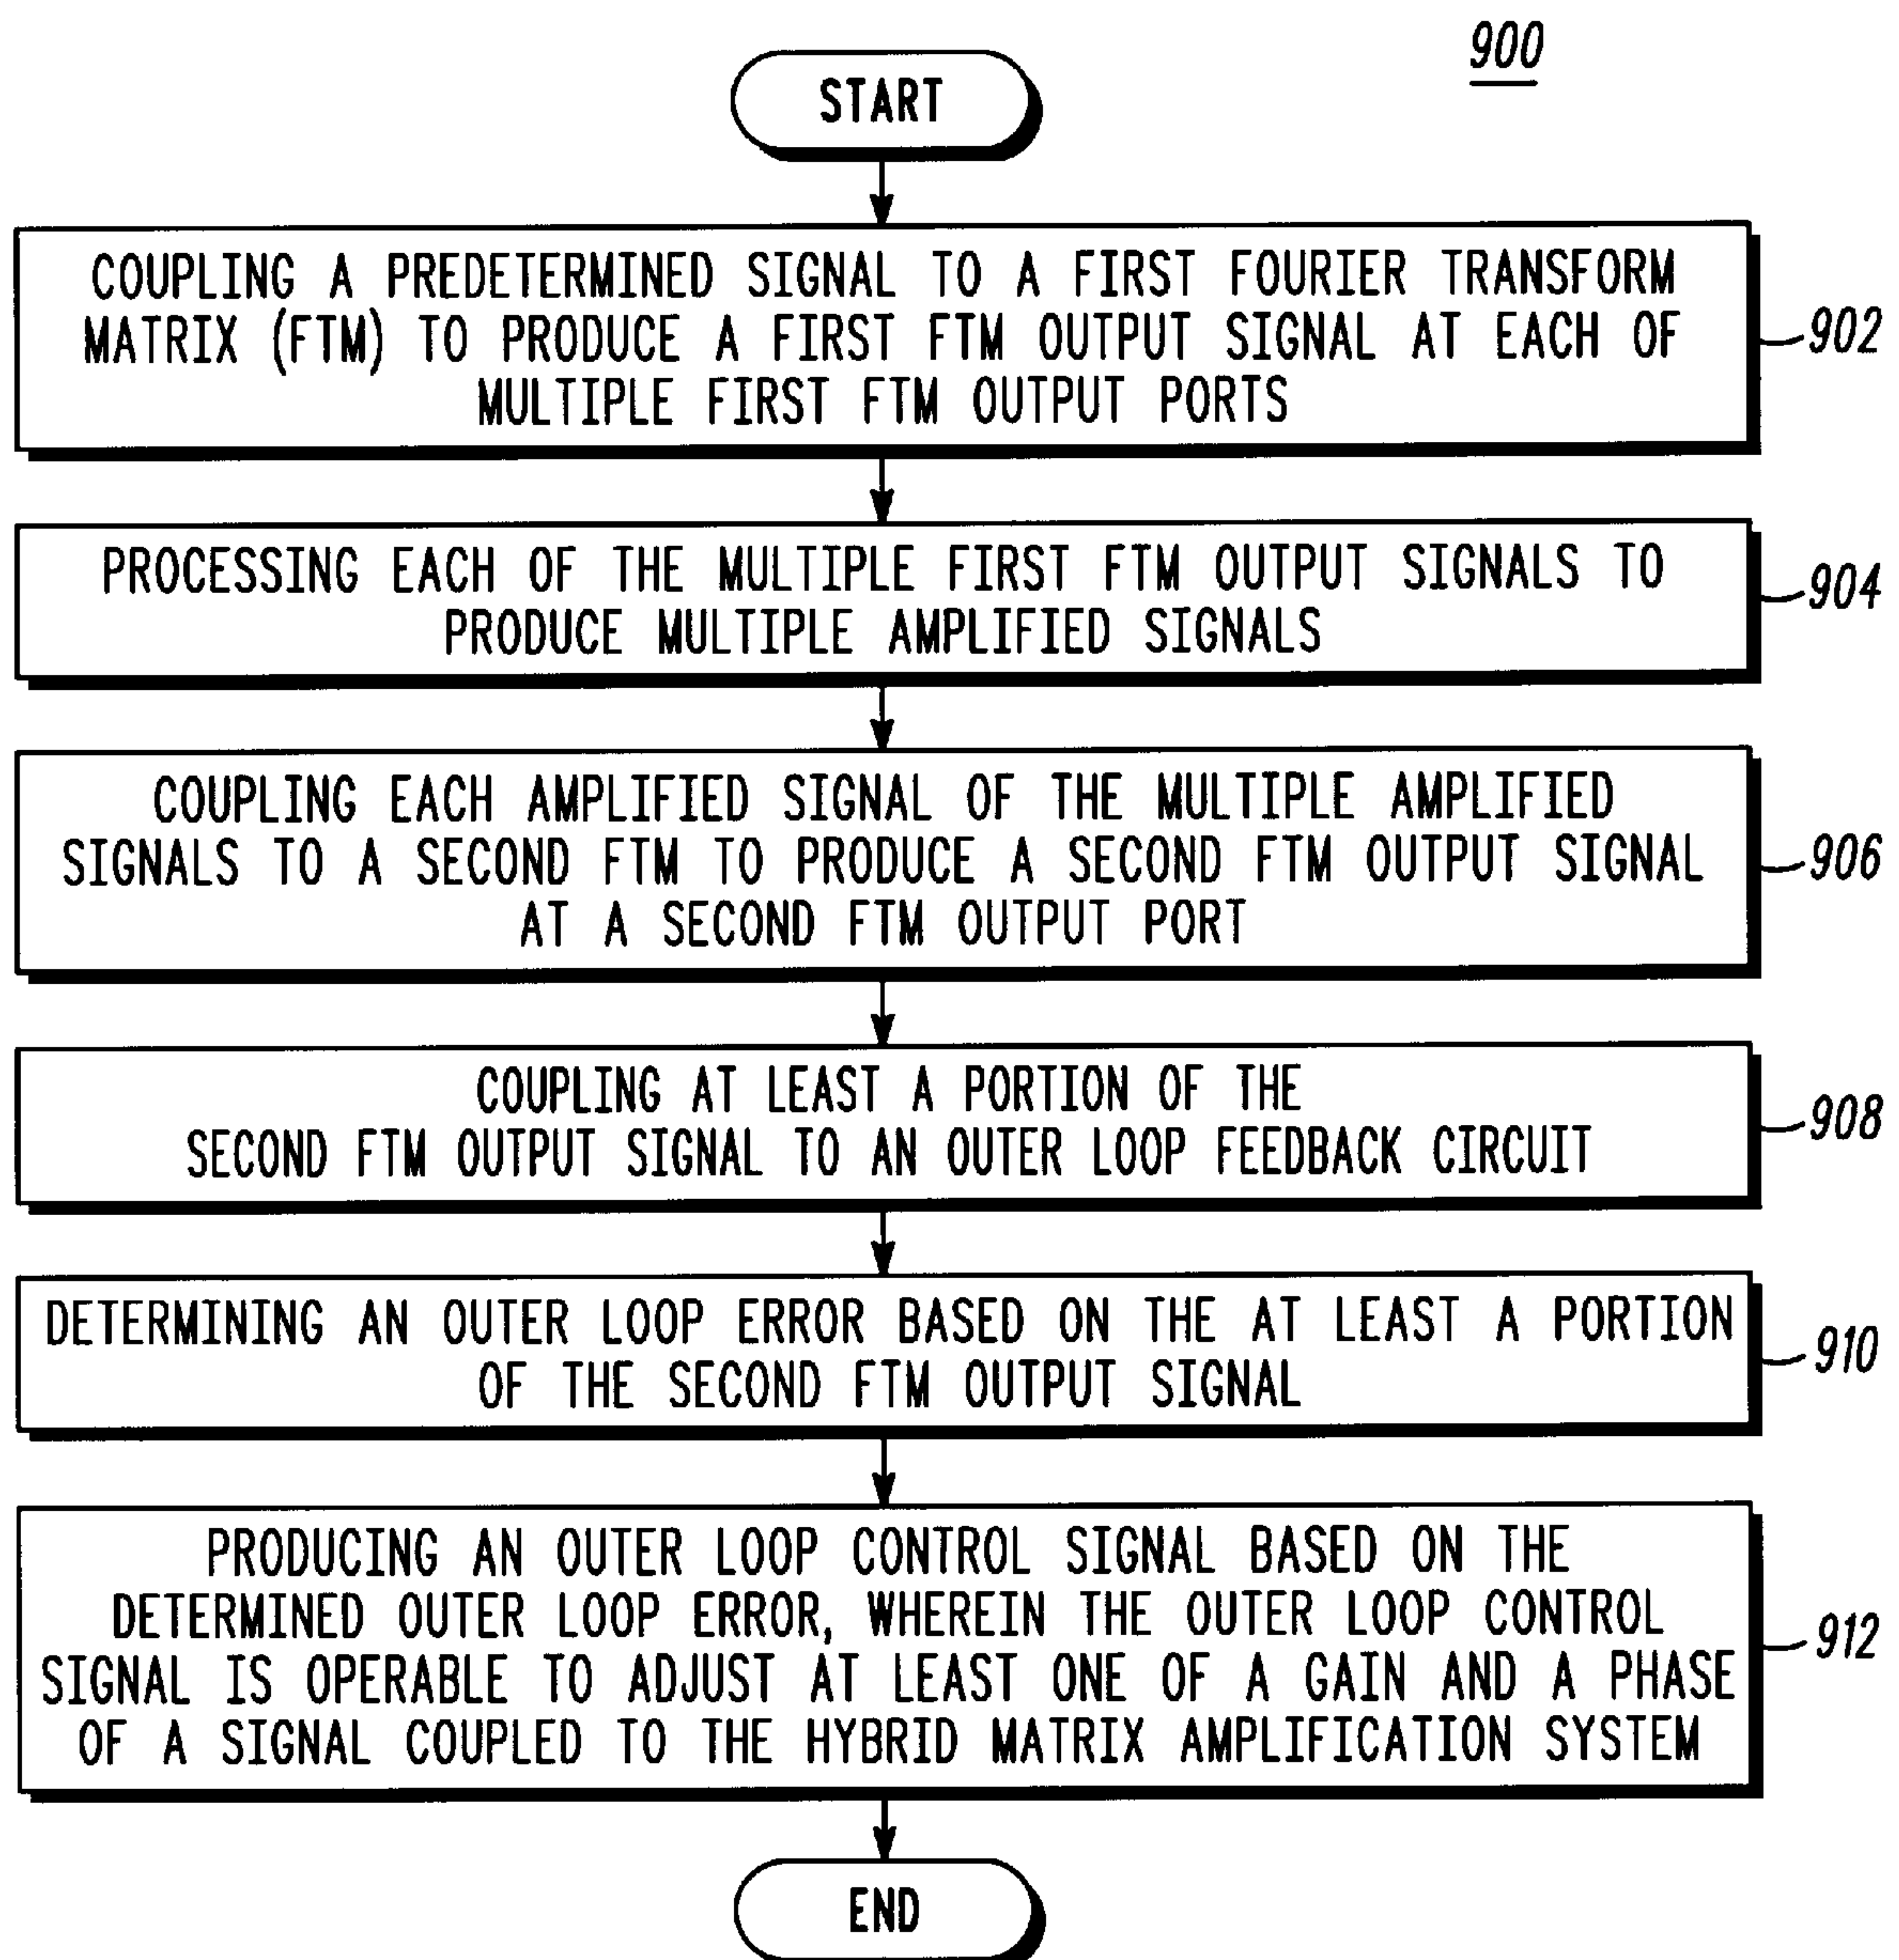 900
START
COUPLING A PREDETERMINED SIGNAL TO A FIRST FOURIER TRANSFORM
MATRIX (FTM) TO PRODUCE A FIRST FTM OUTPUT SIGNAL AT EACH OF
MULTIPLE FIRST FTM OUTPUT PORTS
902
PROCESSING EACH OF THE MULTIPLE FIRST FTM OUTPUT SIGNALS TO
PRODUCE MULTIPLE AMPLIFIED SIGNALS
904
COUPLING EACH AMPLIFIED SIGNAL OF THE MULTIPLE AMPLIFIED
SIGNALS TO A SECOND FTM TO PRODUCE A SECOND FTM OUTPUT SIGNAL
AT A SECOND FTM OUTPUT PORT
906
COUPLING AT LEAST A PORTION OF THE
SECOND FTM OUTPUT SIGNAL TO AN OUTER LOOP FEEDBACK CIRCUIT
908
DETERMINING AN OUTER LOOP ERROR BASED ON THE AT LEAST A PORTION
OF THE SECOND FTM OUTPUT SIGNAL
910
PRODUCING AN OUTER LOOP CONTROL SIGNAL BASED ON THE
DETERMINED OUTER LOOP ERROR, WHEREIN THE OUTER LOOP CONTROL
SIGNAL IS OPERABLE TO ADJUST AT LEAST ONE OF A GAIN AND A PHASE
OF A SIGNAL COUPLED TO THE HYBRID MATRIX AMPLIFICATION SYSTEM
912
END